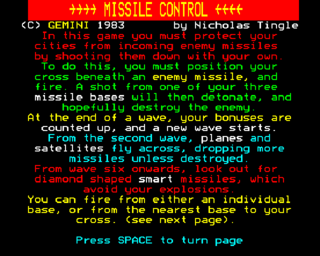 →→→→ MISSILE CONTROL ←←←←
(C) GEMINI 1983 by Nicholas Tingle
In this game you must protect your
cities from incoming enemy missiles
by shooting them down with your own.
To do this, you must position your
cross beneath an enemy missile, and
fire. A shot from one of your three
missile bases will then detonate, and
hopefully destroy the enemy.
At the end of a wave, your bonuses are
counted up, and a new wave starts.
From the second wave, planes and
satellites fly across, dropping more
missiles unless destroyed.
From wave six onwards, look out for
diamond shaped smart missiles, which
avoid your explosions.
You can fire from either an individual
base, or from the nearest base to your
cross. (see next page).
Press SPACE to turn page